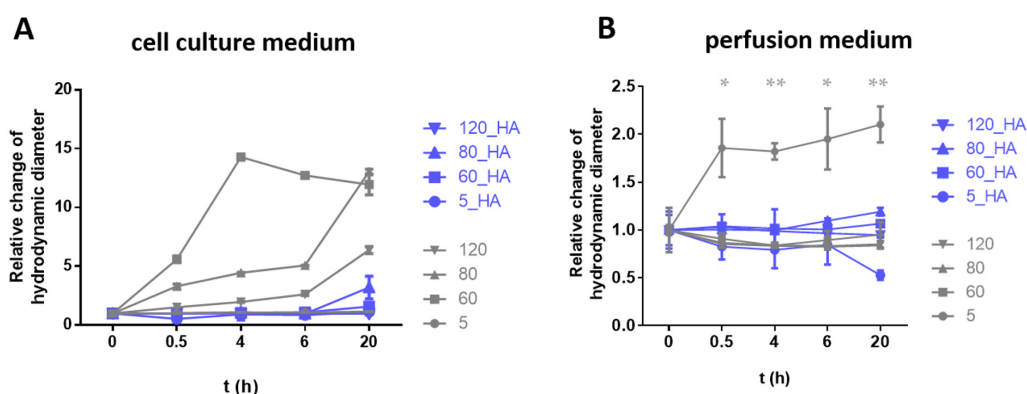 A
cell culture medium
Relative change of
hydrodynamic diameter
20
15
10
5
0
0
0.5
4
6
20
t (h)
120_HA
80_HA
60_HA
5_HA
120
80
60
5
B
perfusion medium
Relative change of
hydrodynamic diameter
2.5
2.0
1.5
1.0
0.5
0.0
* ** * **
0
0.5
4
6
20
t (h)
120_HA
80_HA
60_HA
5_HA
120
80
60
5